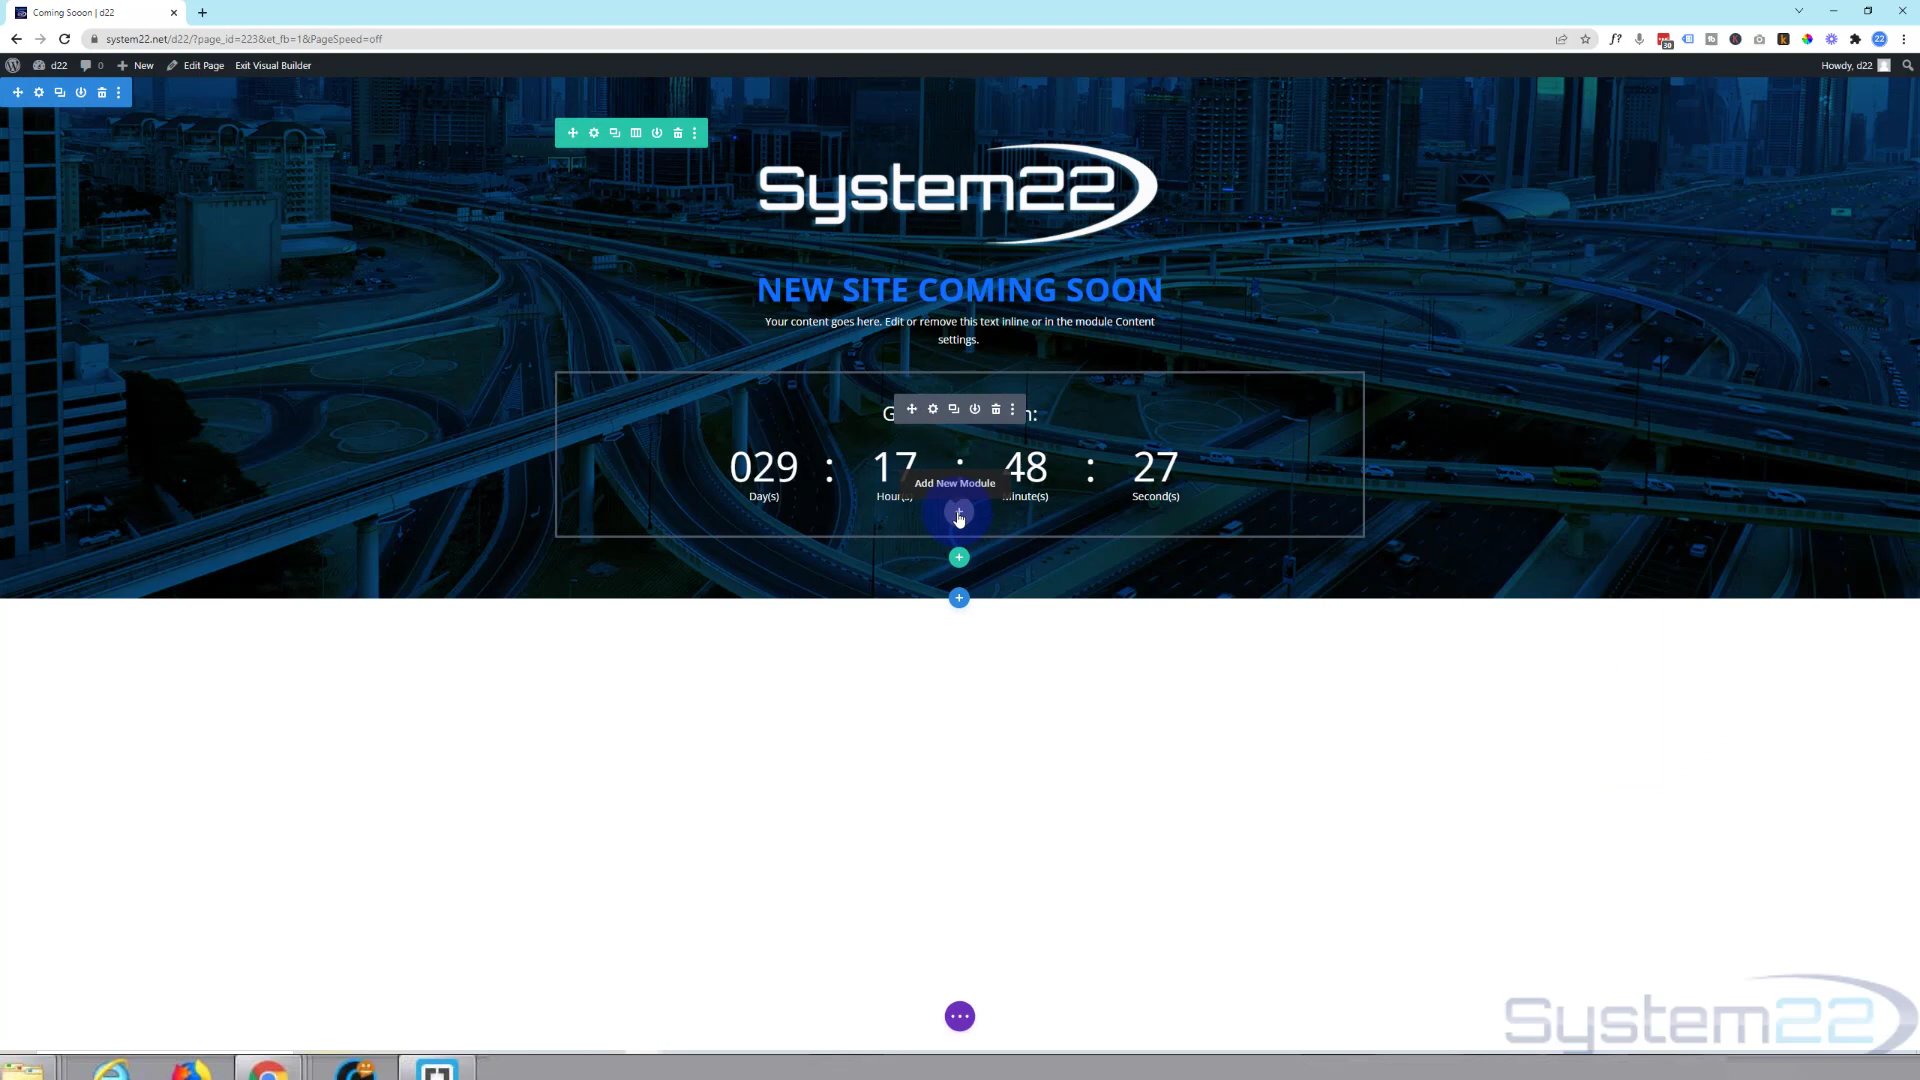 Coming Sooon | d22
system22.net/d22/?page_id=223&et_fb=1&PageSpeed=off
f?
30
22
d22
0
New
Edit Page
Exit Visual Builder
Howdy, d22
System22
NEW SITE COMING SOON
Your content goes here. Edit or remove this text inline or in the module Content
settings.
029 : 17 : 48 : 27
Add New Module
Day(s)
Second(s)
System22